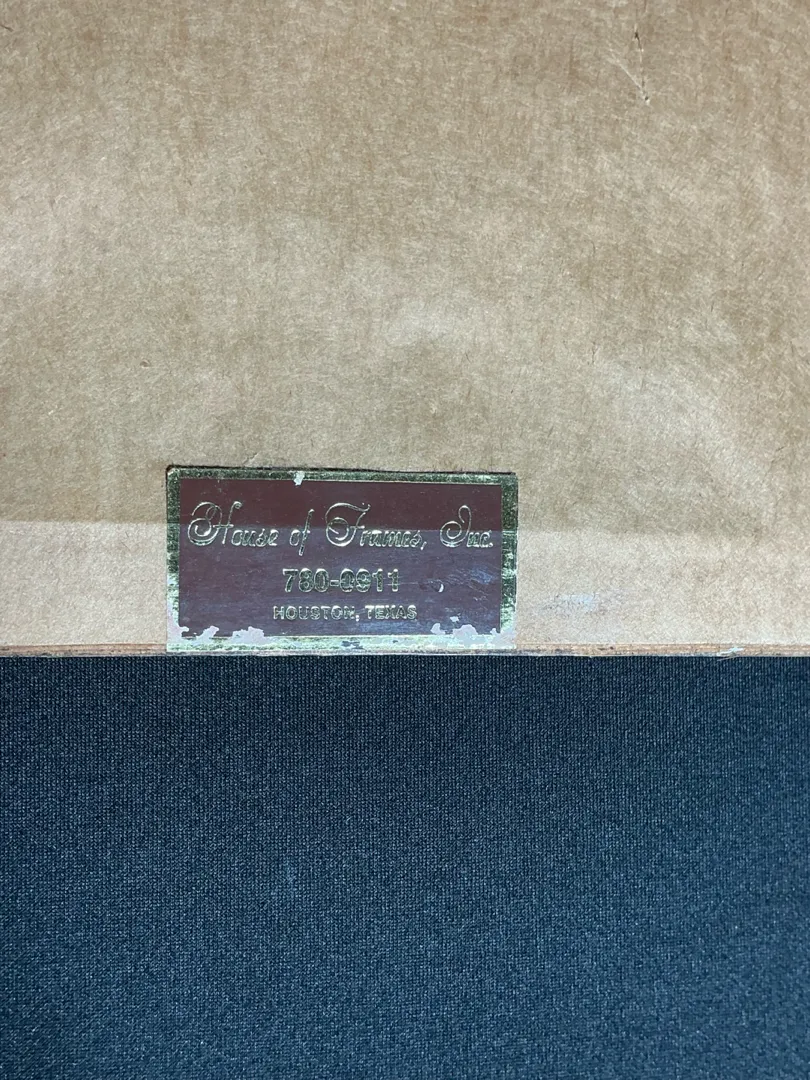 House of Frames, Inc.
780-0911
HOUSTON, TEXAS